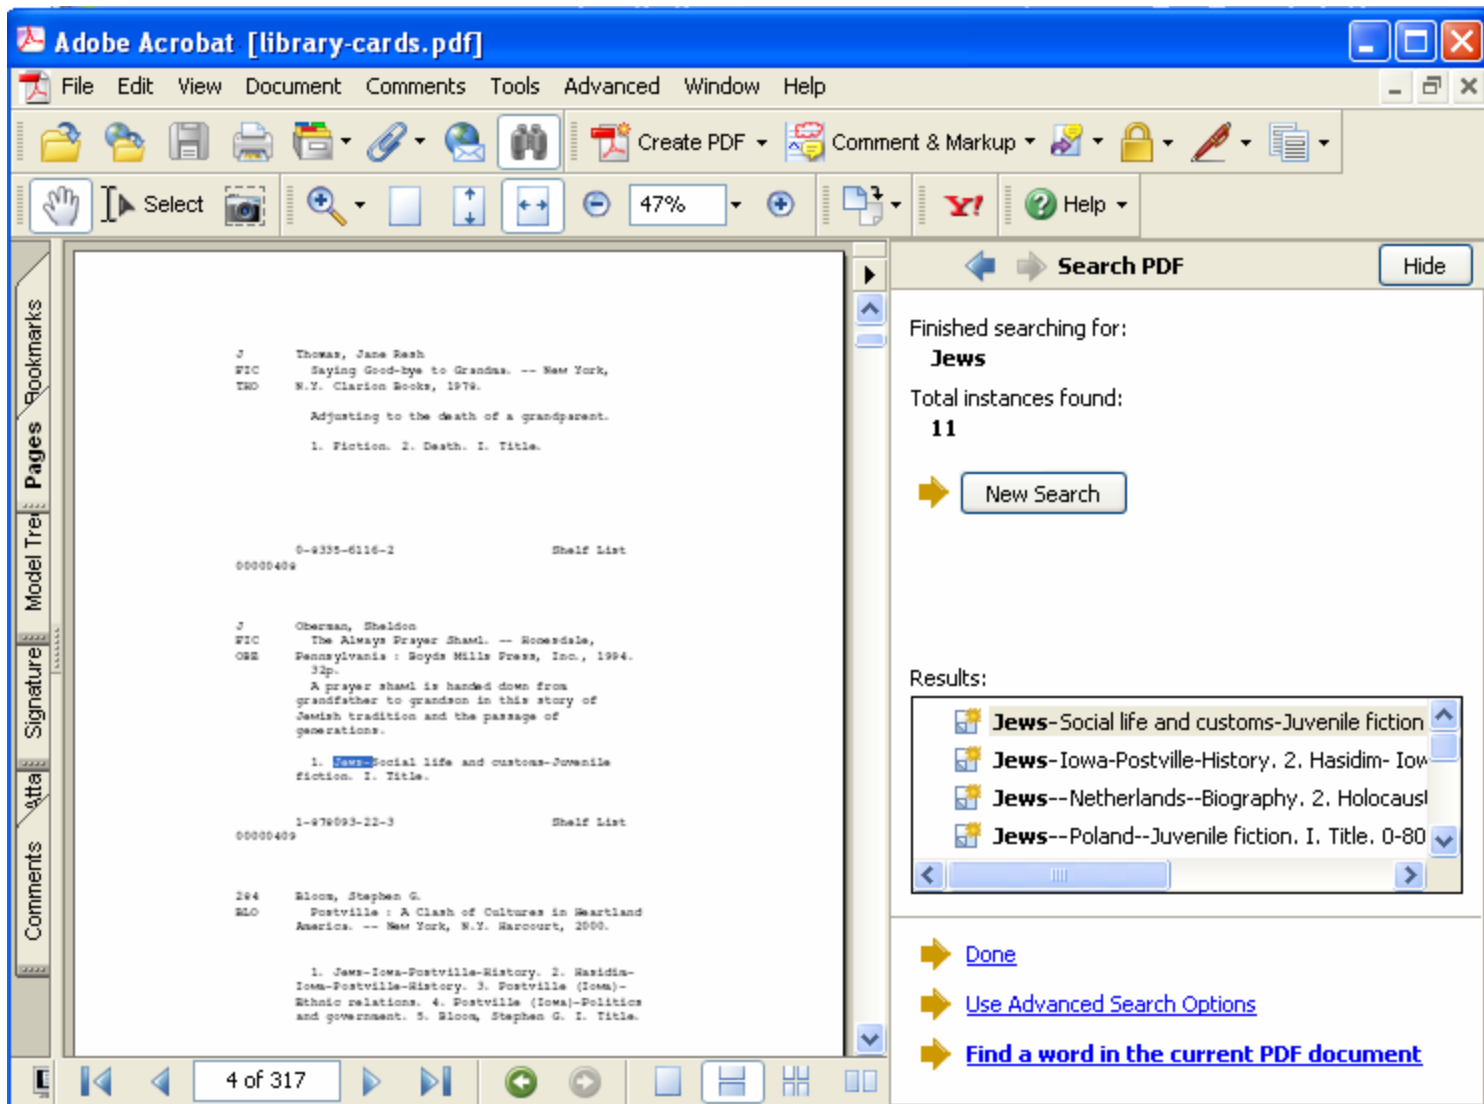 Adobe Acrobat [library-cards.pdf]
File Edit View Document Comments Tools Advanced Window Help
Create PDF Comment & Markup
Select 47% Y! Help
Bookmarks
Pages
Model Tre
Signature
Atta
Comments
J Thomas, Jane Resh
FIC Saying Good-bye to Grandma. -- New York,
THO N.Y. Clarion Books, 1979.
Adjusting to the death of a grandparent.
1. Fiction. 2. Death. I. Title.
Shelf List
J Oberman, Sheldon
FIC The Always Prayer Shawl. -- Honesdale,
OBE Pennsylvania : Boyds Mills Press, Inc., 1994.
32p.
A prayer shawl is handed down from
grandfather to grandson in this story of
Jewish tradition and the passage of
generations.
1. Jews-Social life and customs-Juvenile
fiction. I. Title.
1-878093-22-3 Shelf List
00000409
284 Bloom, Stephen G.
BLO Postville : A Clash of Cultures in Heartland
America. -- New York, N.Y. Harcourt, 2000.
1. Jews-Iowa-Postville-History. 2. Hasidim-
Iowa-Postville-History. 3. Postville (Iowa)-
Ethnic relations. 4. Postville (Iowa)-Politics
and government. 5. Bloom, Stephen G. I. Title.
4 of 317
Search PDF Hide
Finished searching for:
Jews
Total instances found:
11
New Search
Results:
Jews-Social life and customs-Juvenile fiction
Jews-Iowa-Postville-History. 2. Hasidim- Iow
Jews--Netherlands--Biography. 2. Holocaust
Jews--Poland--Juvenile fiction. I. Title. 0-80
Done
Use Advanced Search Options
Find a word in the current PDF document